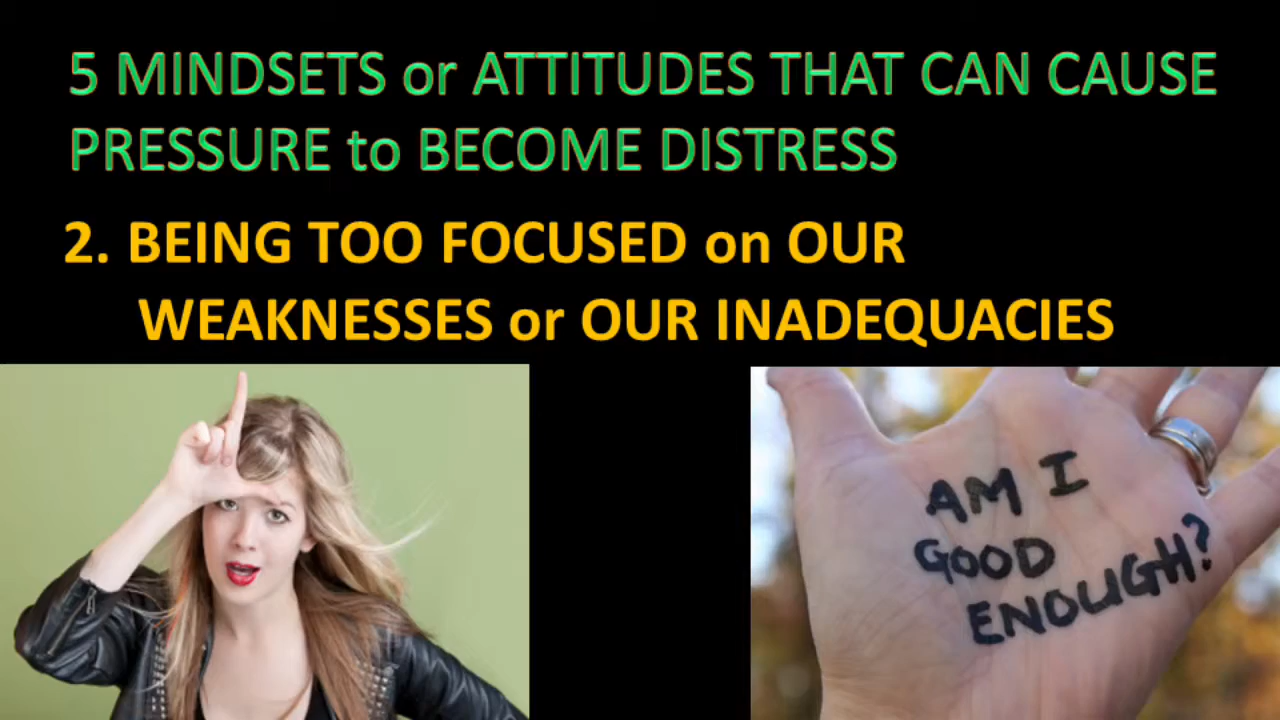 5 MINDSETS or ATTITUDES THAT CAN CAUSE
PRESSURE to BECOME DISTRESS
2. BEING TOO FOCUSED on OUR
WEAKNESSES or OUR INADEQUACIES
AM I
GOOD
ENOUGH?